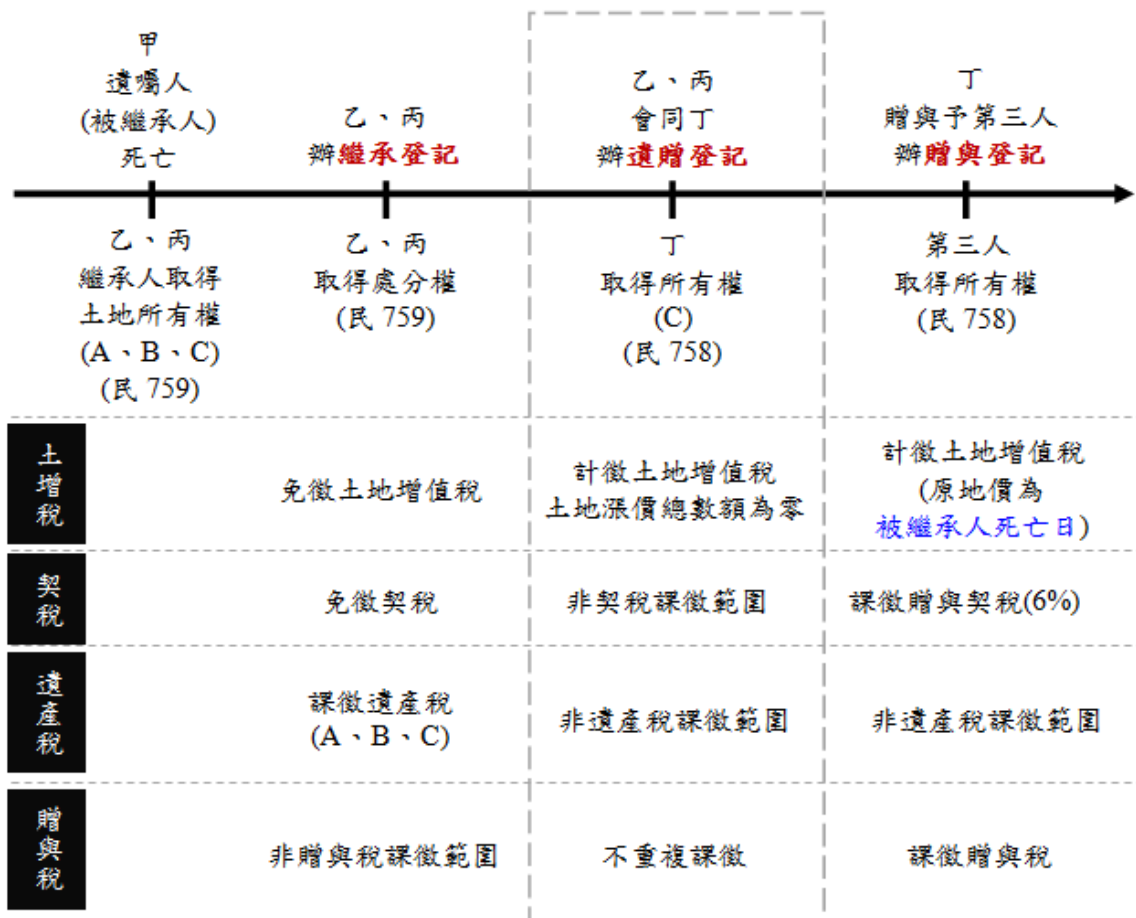 甲
遺囑人
(被繼承人)
死亡
乙、丙
辦繼承登記
乙、丙
會同丁
辦遺贈登記
丁
贈與予第三人
辦贈與登記
乙、丙
繼承人取得
土地所有權
(A、B、C)
(民 759)
乙、丙
取得處分權
(民 759)
丁
取得所有權
(C)
(民 758)
第三人
取得所有權
(民 758)
土增稅
免徵土地增值稅
計徵土地增值稅
土地漲價總數額為零
計徵土地增值稅
(原地價為
被繼承人死亡日)
契稅
免徵契稅
非契稅課徵範圍
課徵贈與契稅(6%)
遺產稅
課徵遺產稅
(A、B、C)
非遺產稅課徵範圍
非遺產稅課徵範圍
贈與稅
非贈與稅課徵範圍
不重複課徵
課徵贈與稅